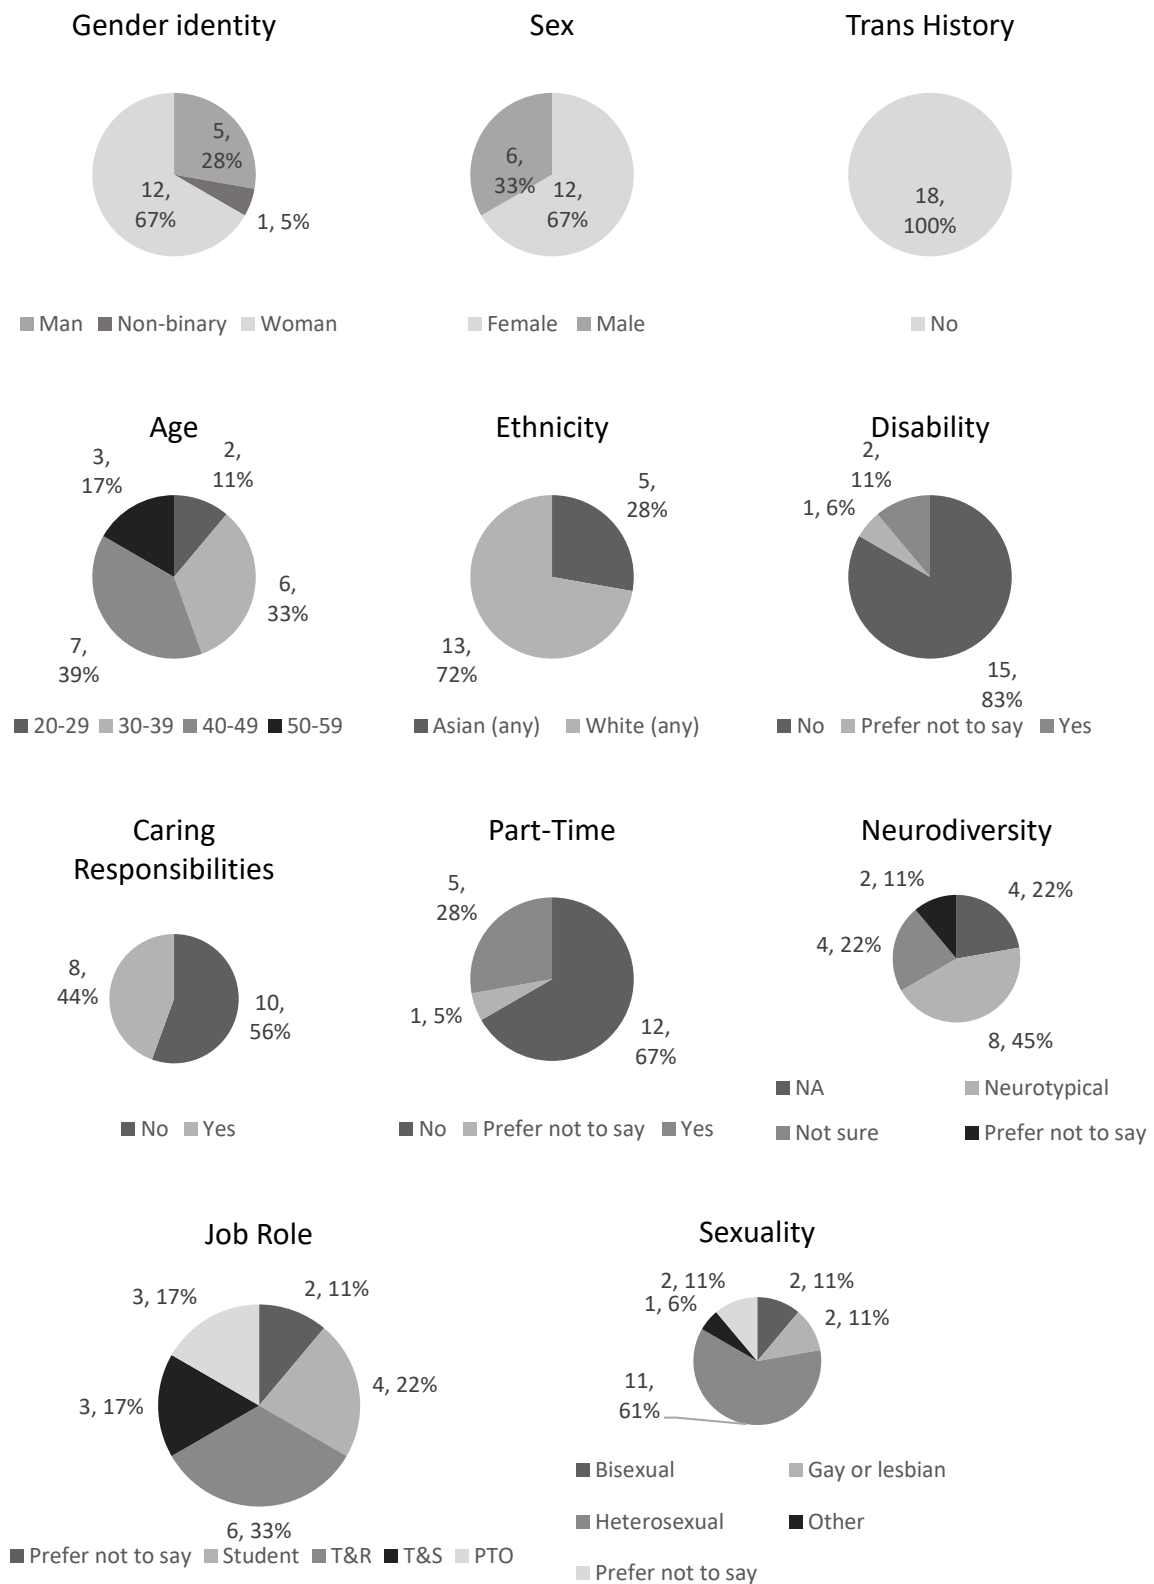 Gender identity
5,
28%
12,
67%
1, 5%
Man Non-binary Woman
Sex
6,
33%
12,
67%
Female Male
Trans History
18,
100%
No
Age
3,
17%
2,
11%
6,
33%
7,
39%
20-29 30-39 40-49 50-59
Ethnicity
5,
28%
13,
72%
Asian (any) White (any)
Disability
2,
11%
1, 6%
15,
83%
No Prefer not to say Yes
Caring
Responsibilities
8,
44%
10,
56%
No Yes
Part-Time
5,
28%
1, 5%
12,
67%
No Prefer not to say Yes
Neurodiversity
2, 11%
4, 22%
4, 22%
8, 45%
NA Neurotypical
Not sure Prefer not to say
Job Role
3, 17%
2, 11%
4, 22%
3, 17%
6, 33%
Prefer not to say Student T&R T&S PTO
Sexuality
2, 11%
2, 11%
1, 6%
2, 11%
11,
61%
Bisexual Gay or lesbian
Heterosexual Other
Prefer not to say